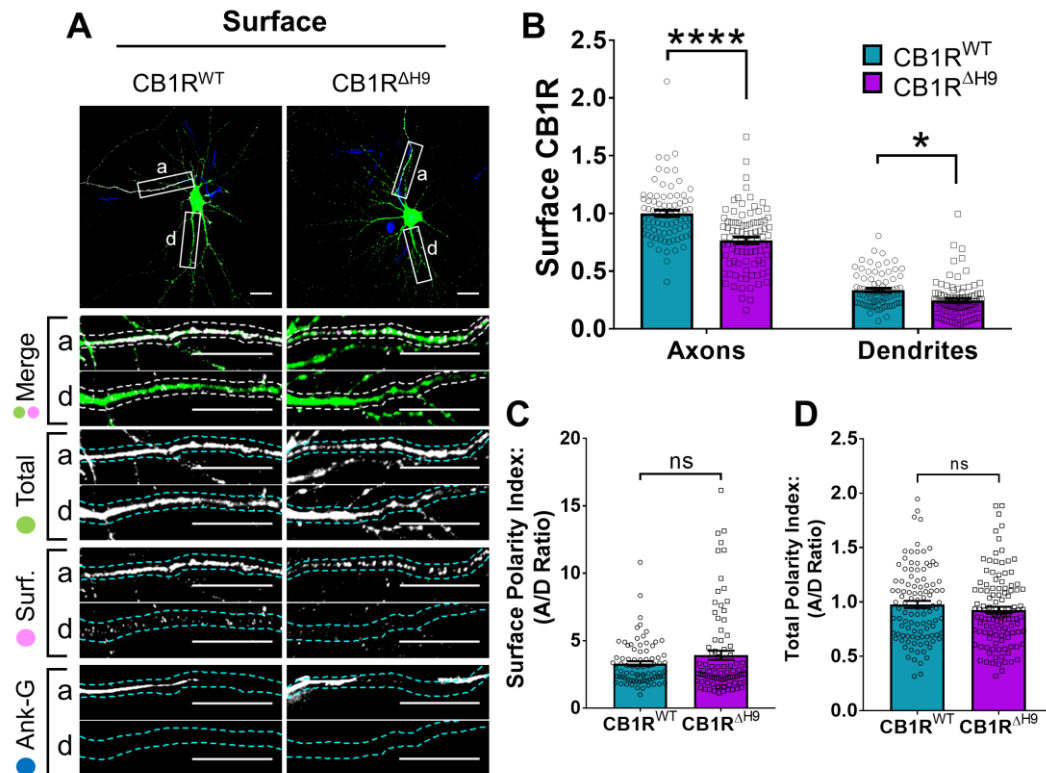 A
Surface
CB1R^WT
CB1R^ΔH9
a
d
a
d
Merge
a
d
Total
a
d
Surf.
a
d
Ank-G
a
d
B
Surface CB1R
2.5
2.0
1.5
1.0
0.5
0.0
****
*
CB1R^WT
CB1R^ΔH9
Axons
Dendrites
C
Surface Polarity Index:
(A/D Ratio)
20
15
10
5
0
ns
CB1R^WT
CB1R^ΔH9
D
Total Polarity Index:
(A/D Ratio)
2.5
2.0
1.5
1.0
0.5
0.0
ns
CB1R^WT
CB1R^ΔH9